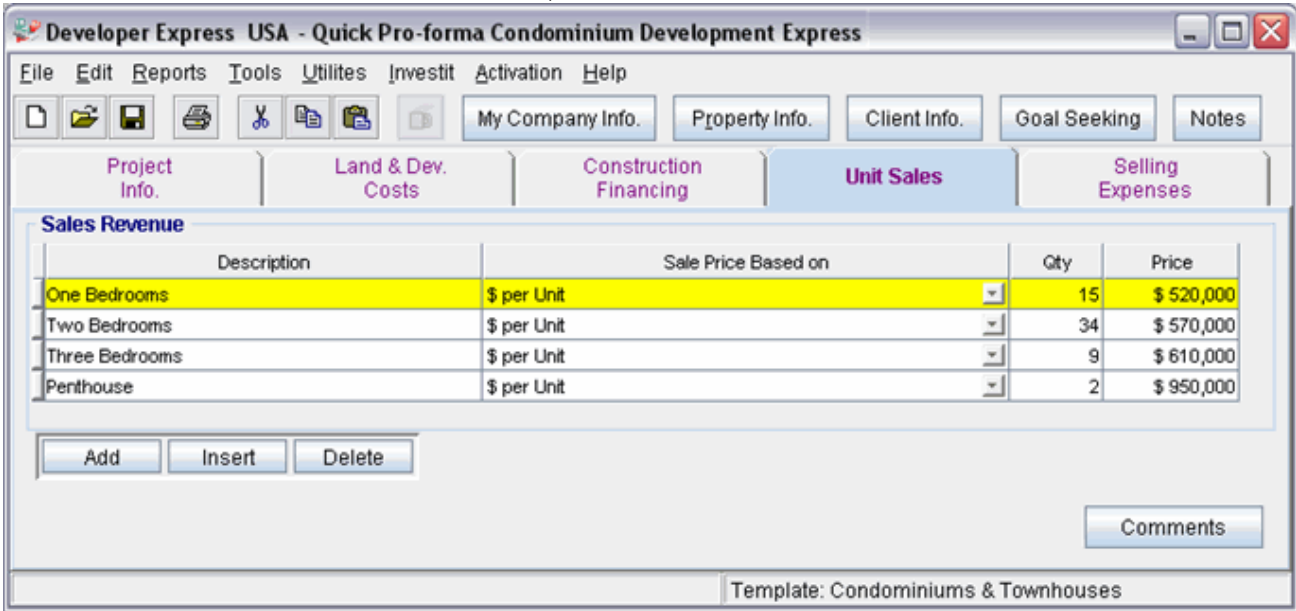 Developer Express USA - Quick Pro-forma Condominium Development Express
File Edit Reports Tools Utilites Investit Activation Help
My Company Info. Property Info. Client Info. Goal Seeking Notes
Project Info. Land & Dev. Costs Construction Financing Unit Sales Selling Expenses
Sales Revenue
Description Sale Price Based on Qty Price
One Bedrooms $ per Unit 15 $ 520,000
Two Bedrooms $ per Unit 34 $ 570,000
Three Bedrooms $ per Unit 9 $ 610,000
Penthouse $ per Unit 2 $ 950,000
Add Insert Delete
Comments
Template: Condominiums & Townhouses